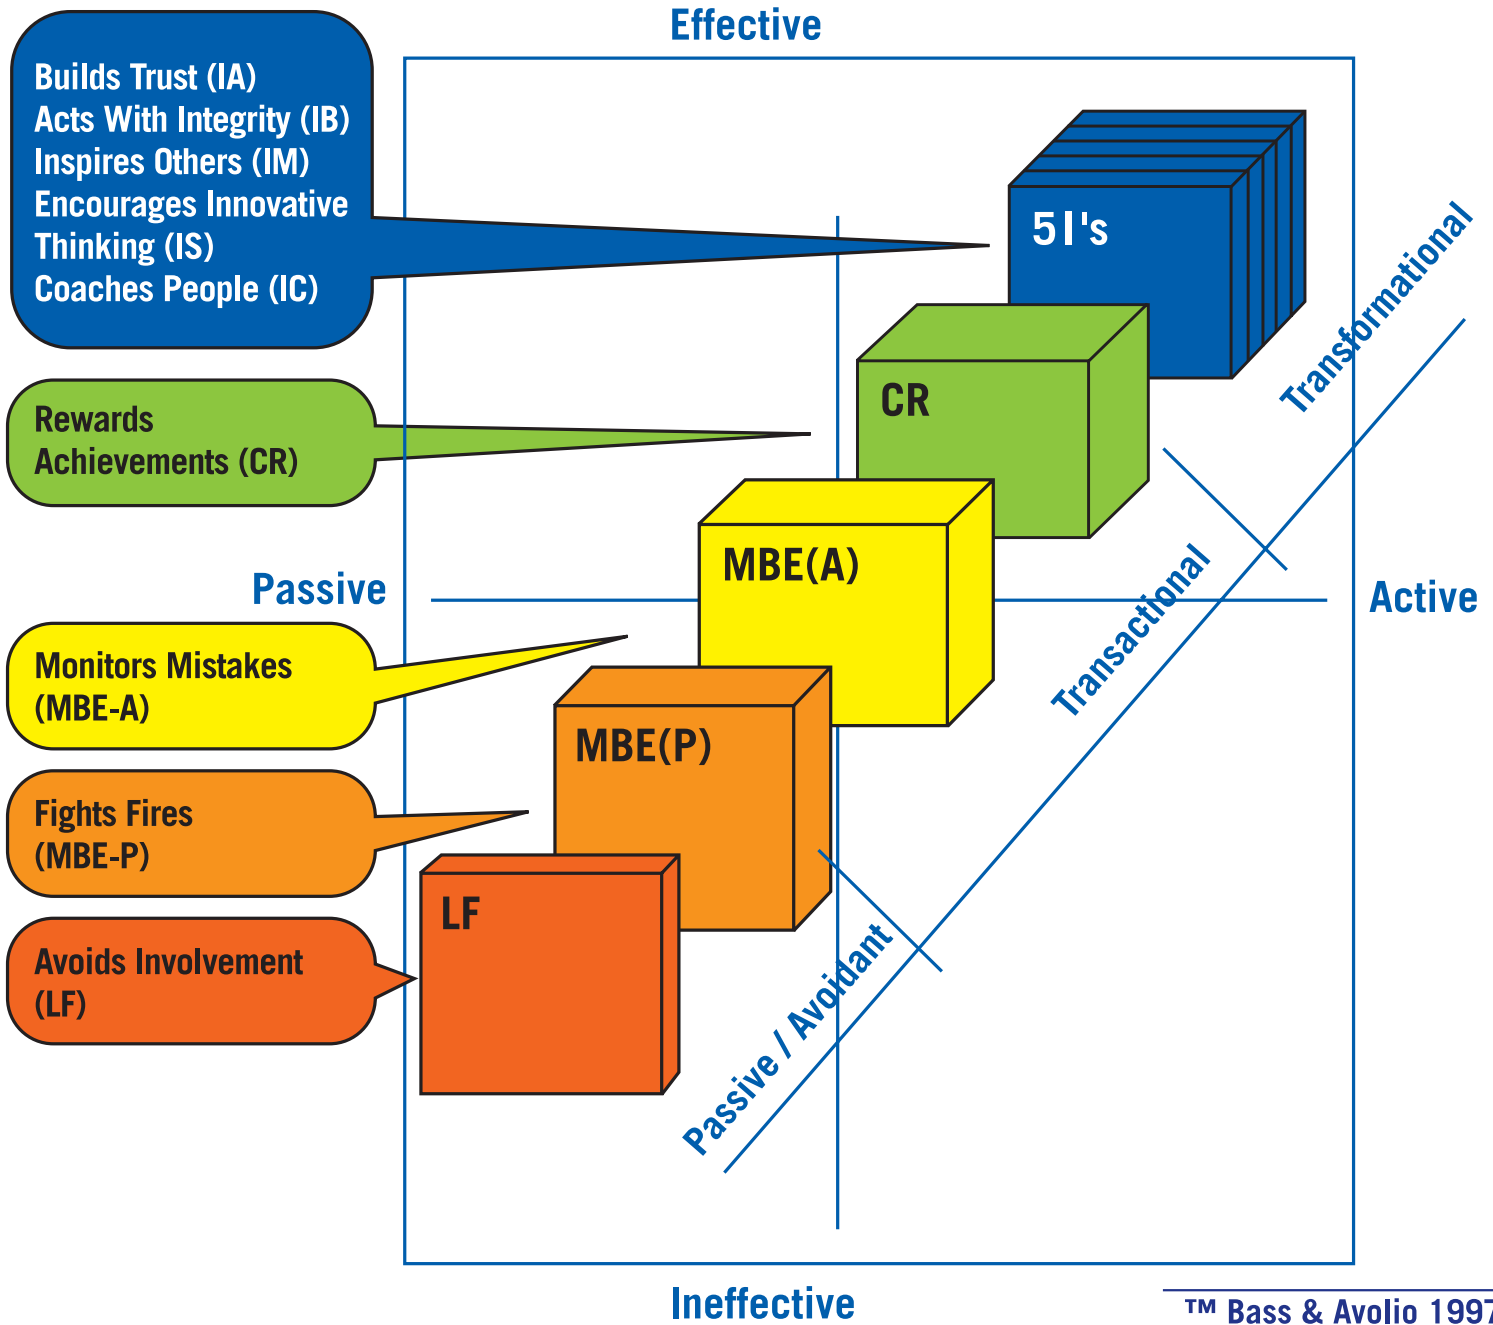 Effective
Builds Trust (IA)
Acts With Integrity (IB)
Inspires Others (IM)
Encourages Innovative
Thinking (IS)
Coaches People (IC)
5 I's
Transformational
Rewards
Achievements (CR)
CR
MBE(A)
Passive
Active
Transactional
Monitors Mistakes
(MBE-A)
MBE(P)
Fights Fires
(MBE-P)
LF
Passive / Avoidant
Avoids Involvement
(LF)
Ineffective
™ Bass & Avolio 1997